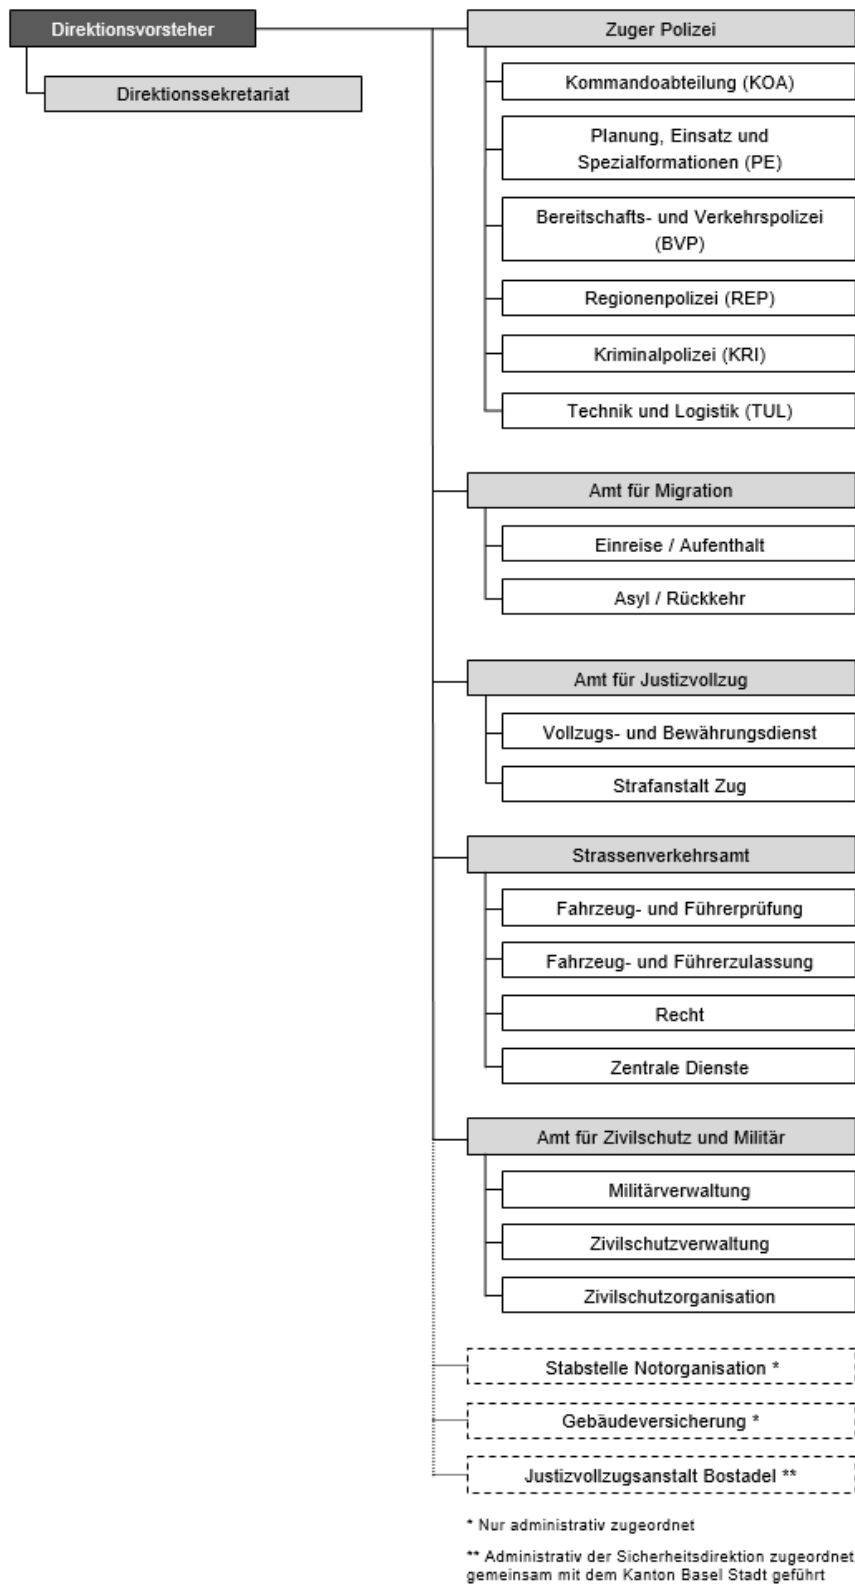 Direktionsvorsteher
Direktionssekretariat
Zuger Polizei
Kommandoabteilung (KOA)
Planung, Einsatz und
Spezialformationen (PE)
Bereitschafts- und Verkehrspolizei
(BVP)
Regionenpolizei (REP)
Kriminalpolizei (KRI)
Technik und Logistik (TUL)
Amt für Migration
Einreise / Aufenthalt
Asyl / Rückkehr
Amt für Justizvollzug
Vollzugs- und Bewährungsdienst
Strafanstalt Zug
Strassenverkehrsamt
Fahrzeug- und Führerprüfung
Fahrzeug- und Führerzulassung
Recht
Zentrale Dienste
Amt für Zivilschutz und Militär
Militärverwaltung
Zivilschutzverwaltung
Zivilschutzorganisation
Stabstelle Notorganisation *
Gebäudeversicherung *
Justizvollzugsanstalt Bostadel **
* Nur administrativ zugeordnet
** Administrativ der Sicherheitsdirektion zugeordnet
gemeinsam mit dem Kanton Basel Stadt geführt